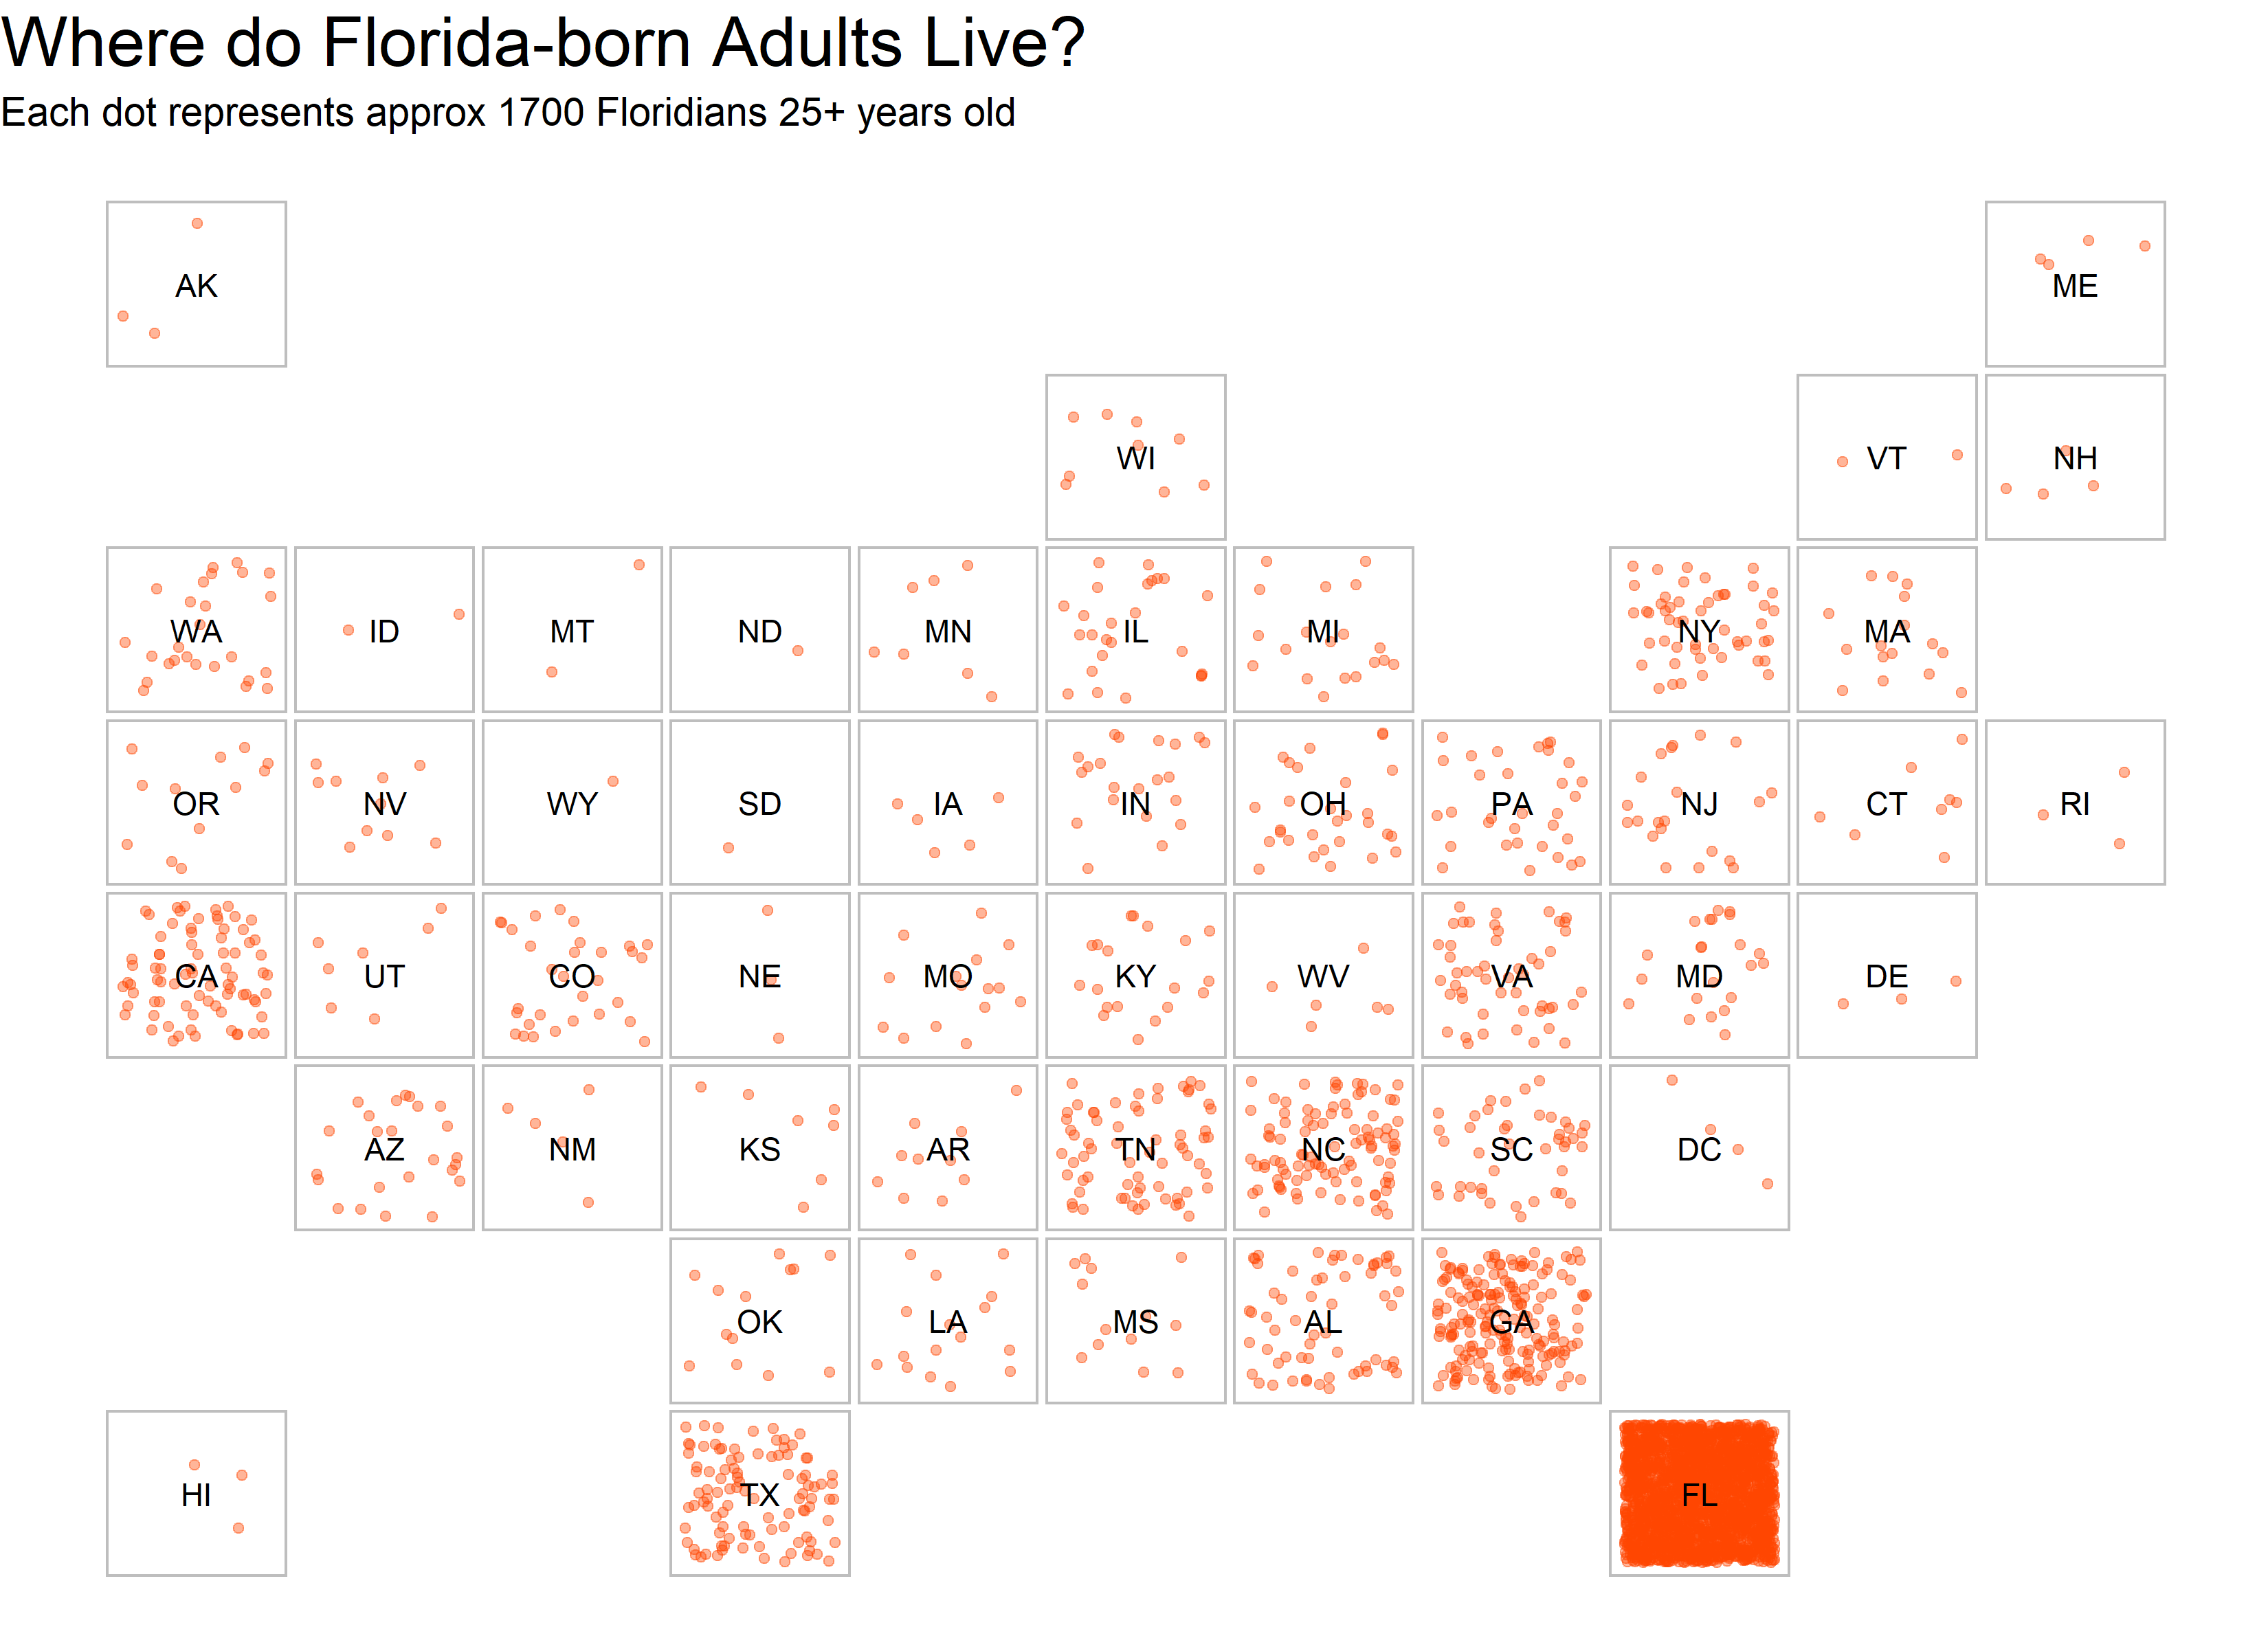 Where do Florida-born Adults Live?
Each dot represents approx 1700 Floridians 25+ years old
AK
ME
WI
VT
NH
WA
ID
MT
ND
MN
IL
MI
NY
MA
OR
NV
WY
SD
IA
IN
OH
PA
NJ
CT
RI
CA
UT
CO
NE
MO
KY
WV
VA
MD
DE
AZ
NM
KS
AR
TN
NC
SC
DC
OK
LA
MS
AL
GA
HI
TX
FL